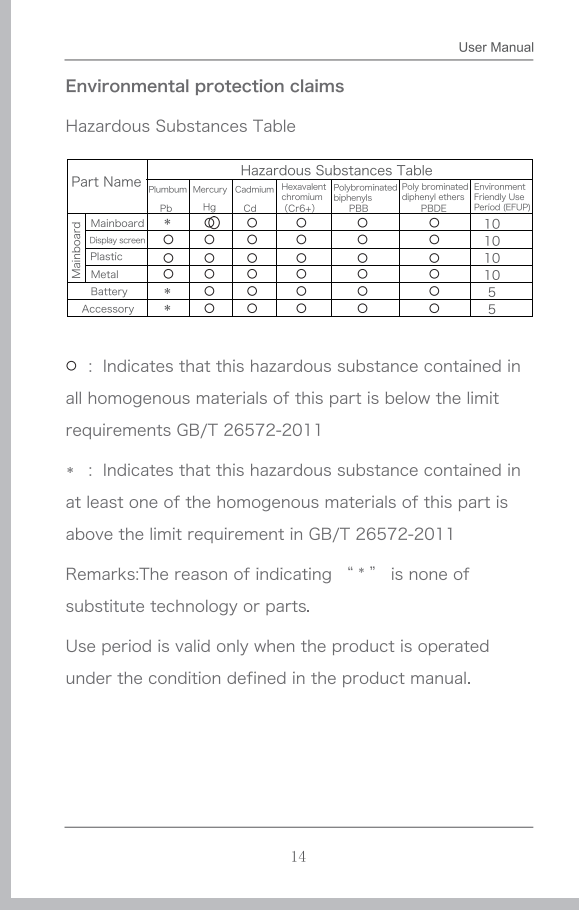 User Manual
Environmental protection claims
Hazardous Substances Table
Part Name Hazardous Substances Table
Plumbum Pb Mercury Hg Cadmium Cd Hexavalent chromium (Cr6+) Polybrominated biphenyls PBB Poly brominated diphenyl ethers PBDE Environment Friendly Use Period (EFUP)
Mainboard
Mainboard * ○○ ○ ○ ○ ○ 10
Display screen ○ ○ ○ ○ ○ ○ 10
Plastic ○ ○ ○ ○ ○ ○ 10
Metal ○ ○ ○ ○ ○ ○ 10
Battery * ○ ○ ○ ○ ○ 5
Accessory * ○ ○ ○ ○ ○ 5
○ : Indicates that this hazardous substance contained in
all homogenous materials of this part is below the limit
requirements GB/T 26572-2011
* : Indicates that this hazardous substance contained in
at least one of the homogenous materials of this part is
above the limit requirement in GB/T 26572-2011
Remarks:The reason of indicating “ * ” is none of
substitute technology or parts.
Use period is valid only when the product is operated
under the condition defined in the product manual.
14